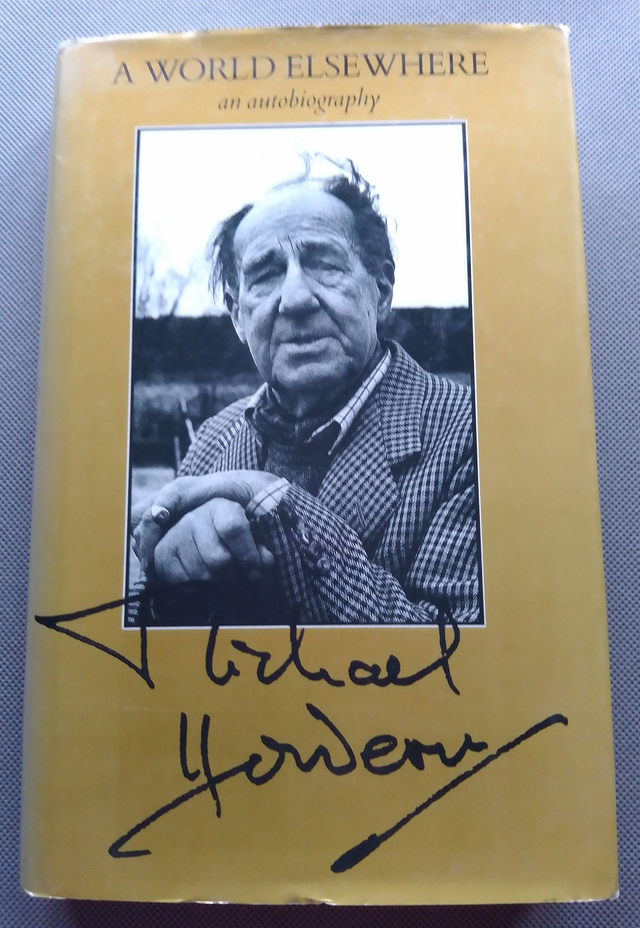 A WORLD ELSEWHERE
an autobiography
Michael
Hordern